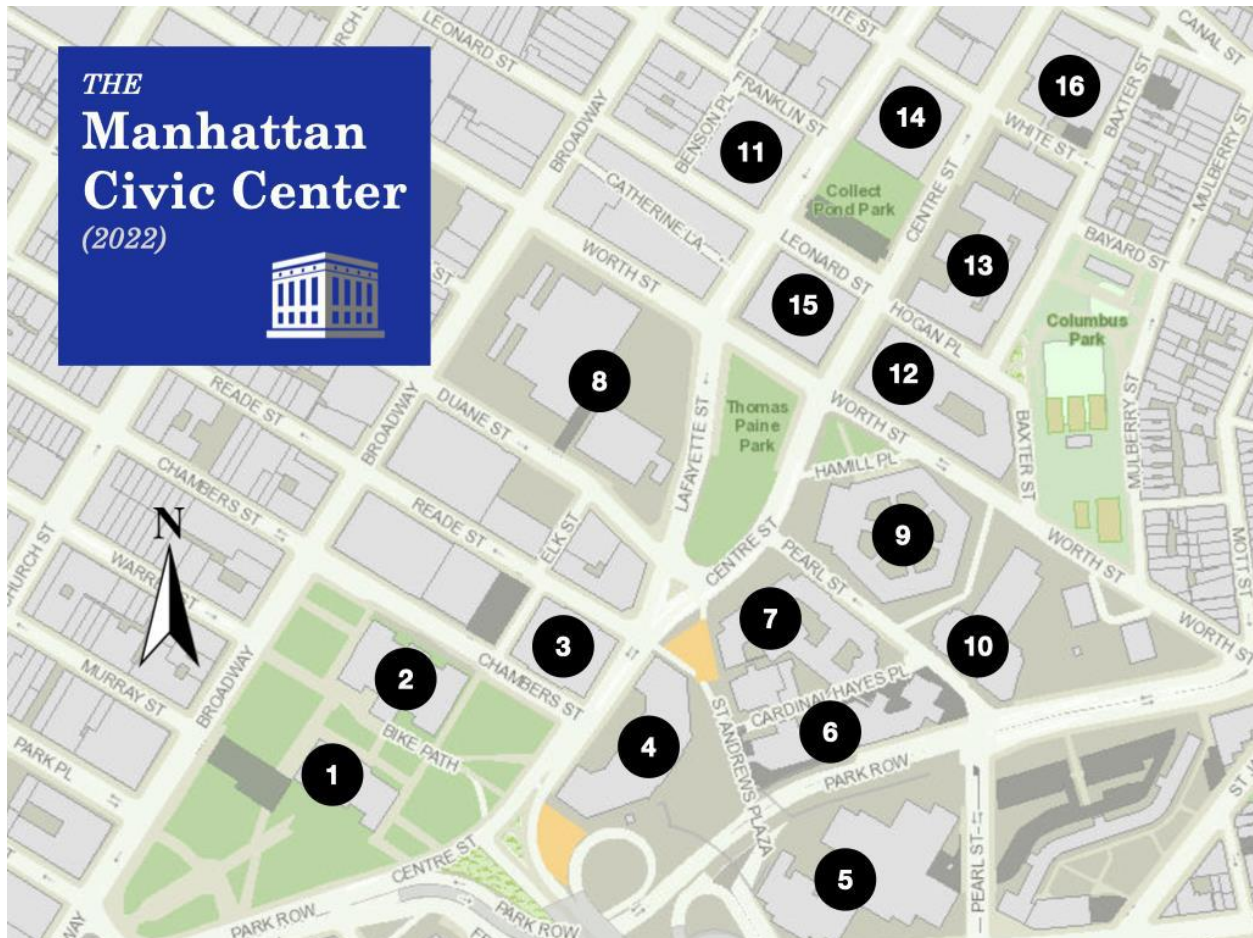 THE
Manhattan
Civic Center
(2022)
LEONARD ST
BROADWAY
BENSON PL
FRANKLIN ST
WHITE ST
CANAL ST
BAXTER ST
MULBERRY ST
16
14
11
WHITE ST
CATHERINE LA
Collect
Pond Park
CENTRE ST
BAYARD ST
WORTH ST
LEONARD ST
13
15
HOGAN PL
Columbus
Park
8
12
READE ST
BROADWAY
DUANE ST
LAFAYETTE ST
Thomas
Paine
Park
WORTH ST
BAXTER ST
MULBERRY ST
HAMILL PL
CHAMBERS ST
READE ST
ELK ST
CENTRE ST
PEARL ST
9
WORTH ST
MOTT ST
N
CHURCH ST
MURRAY ST
BROADWAY
2
CHAMBERS ST
3
7
10
WORTH ST
CARDINAL HAYES PL
PARK PL
BIKE PATH
1
4
ST ANDREWS PLAZA
6
PARK ROW
CENTRE ST
5
PEARL ST
PARK ROW
PARK ROW